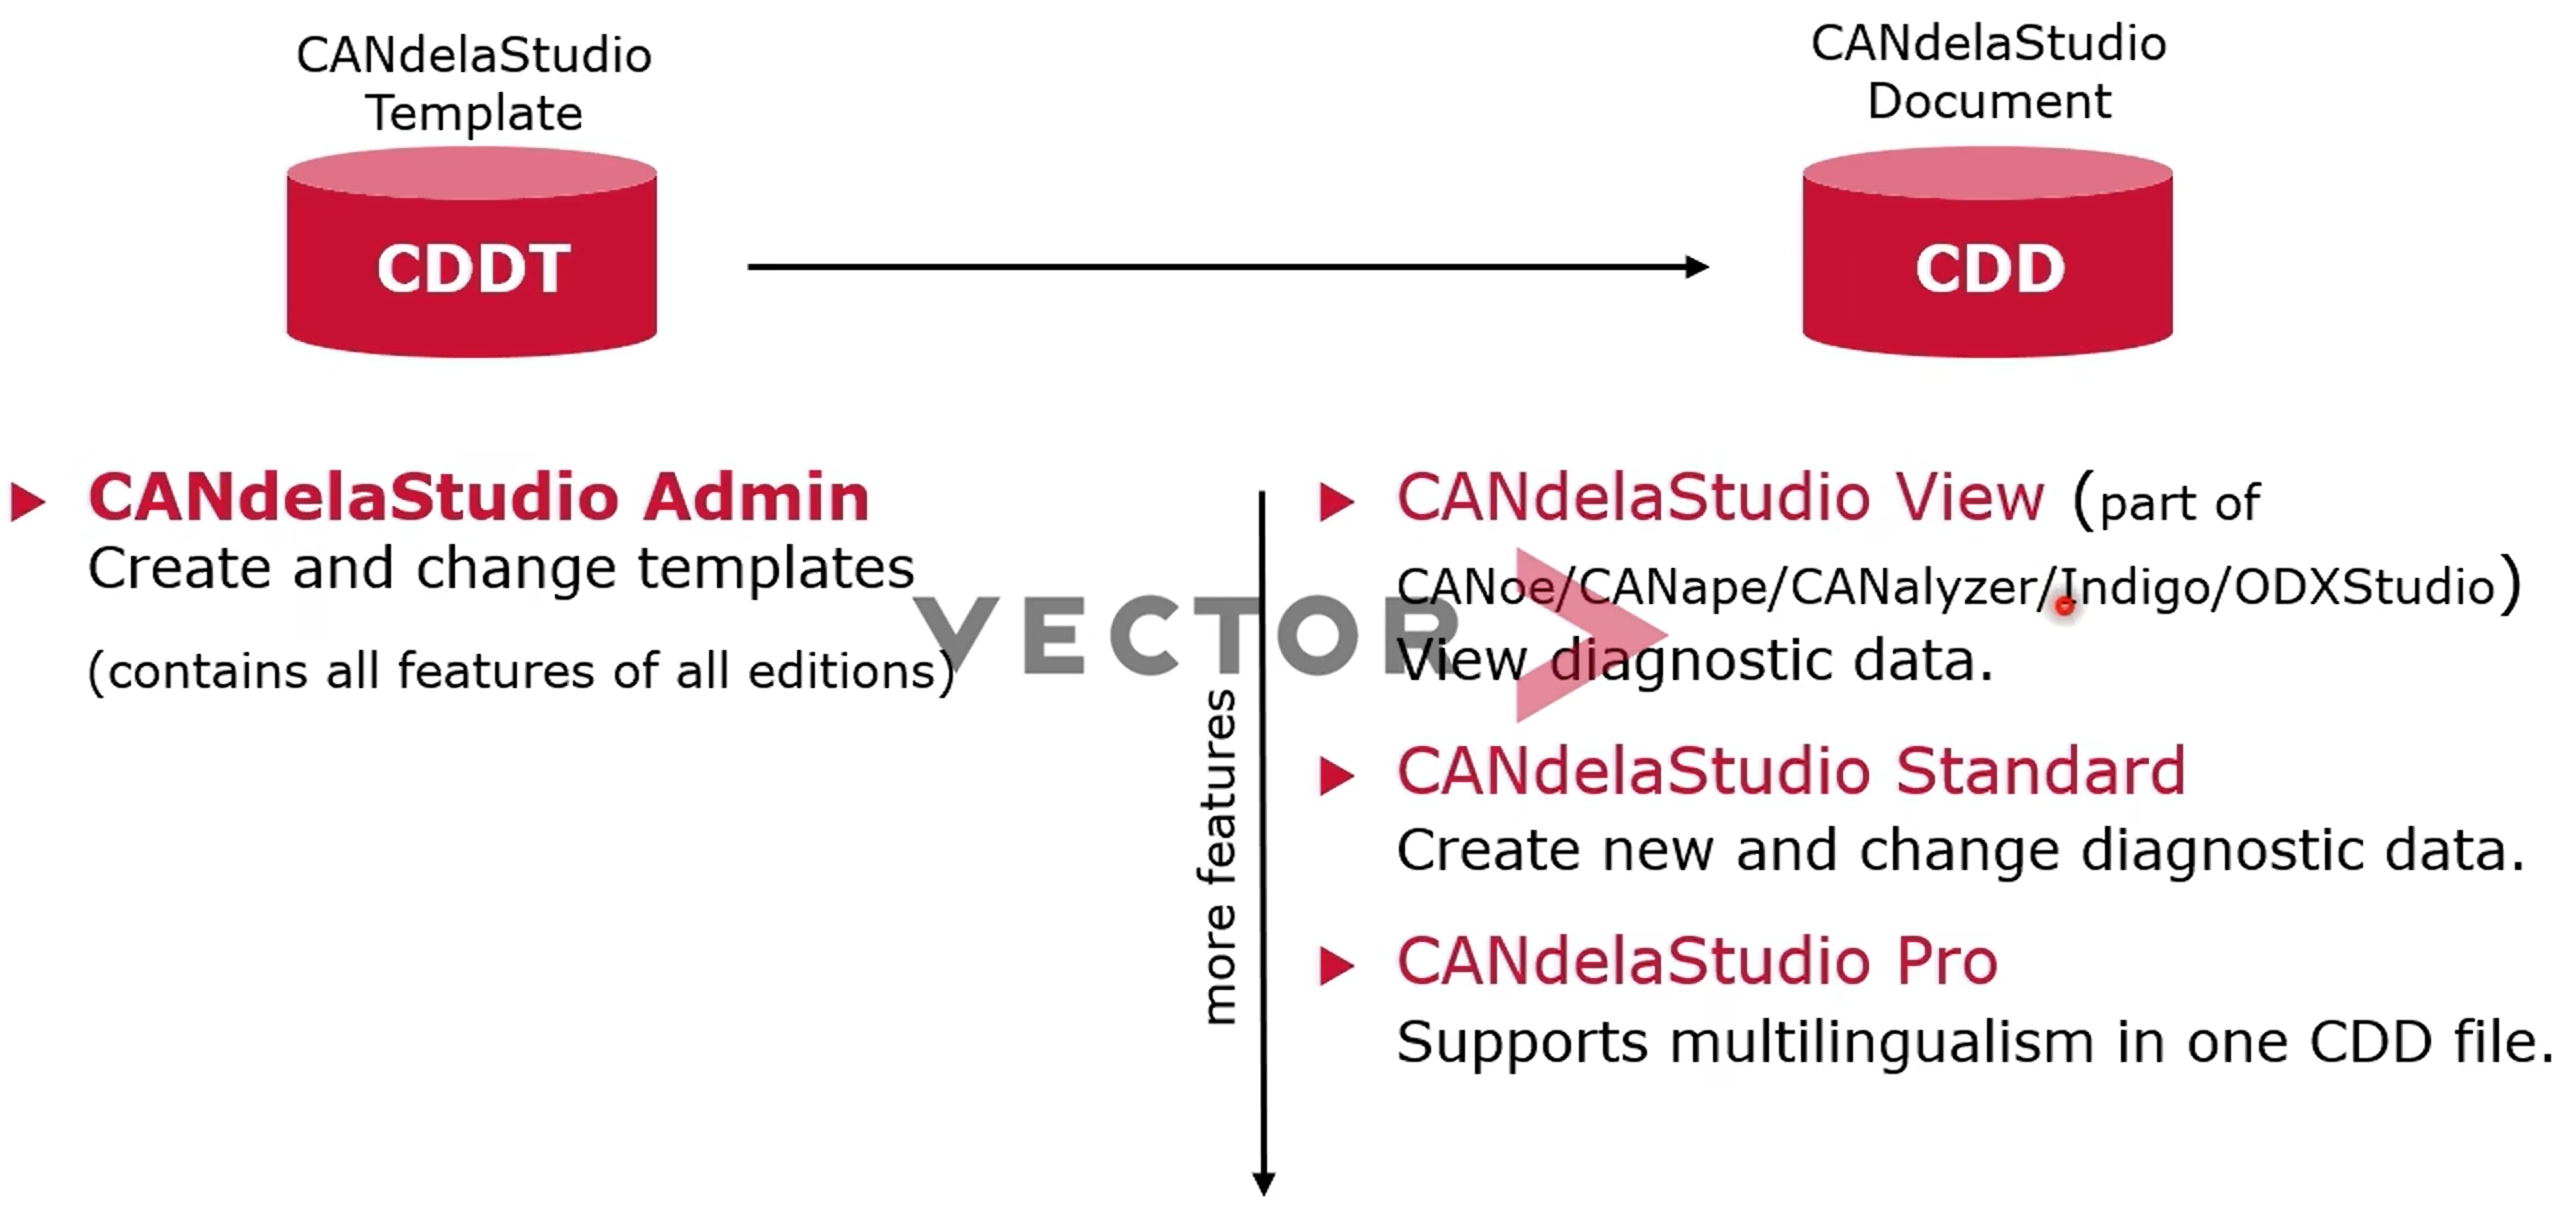 CANdelaStudio
Template
CDDT
CANdelaStudio
Document
CDD
CANdelaStudio Admin
Create and change templates
(contains all features of all editions)
VECTOR
more features
CANdelaStudio View (part of
CANoe/CANape/CANalyzer/Indigo/ODXStudio)
View diagnostic data.
CANdelaStudio Standard
Create new and change diagnostic data.
CANdelaStudio Pro
Supports multilingualism in one CDD file.